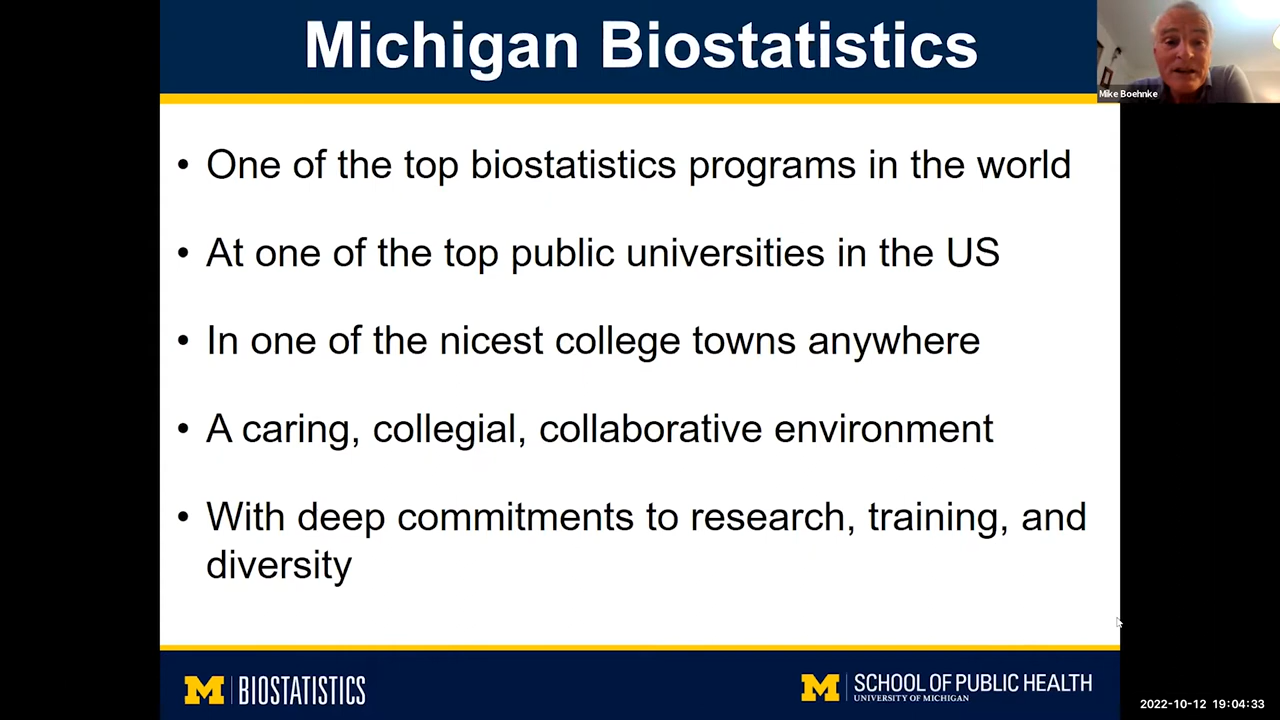 Michigan Biostatistics
Mike Boehnke
• One of the top biostatistics programs in the world
• At one of the top public universities in the US
• In one of the nicest college towns anywhere
• A caring, collegial, collaborative environment
• With deep commitments to research, training, and
diversity
M BIOSTATISTICS
M SCHOOL OF PUBLIC HEALTH
UNIVERSITY OF MICHIGAN
2022-10-12 19:04:33